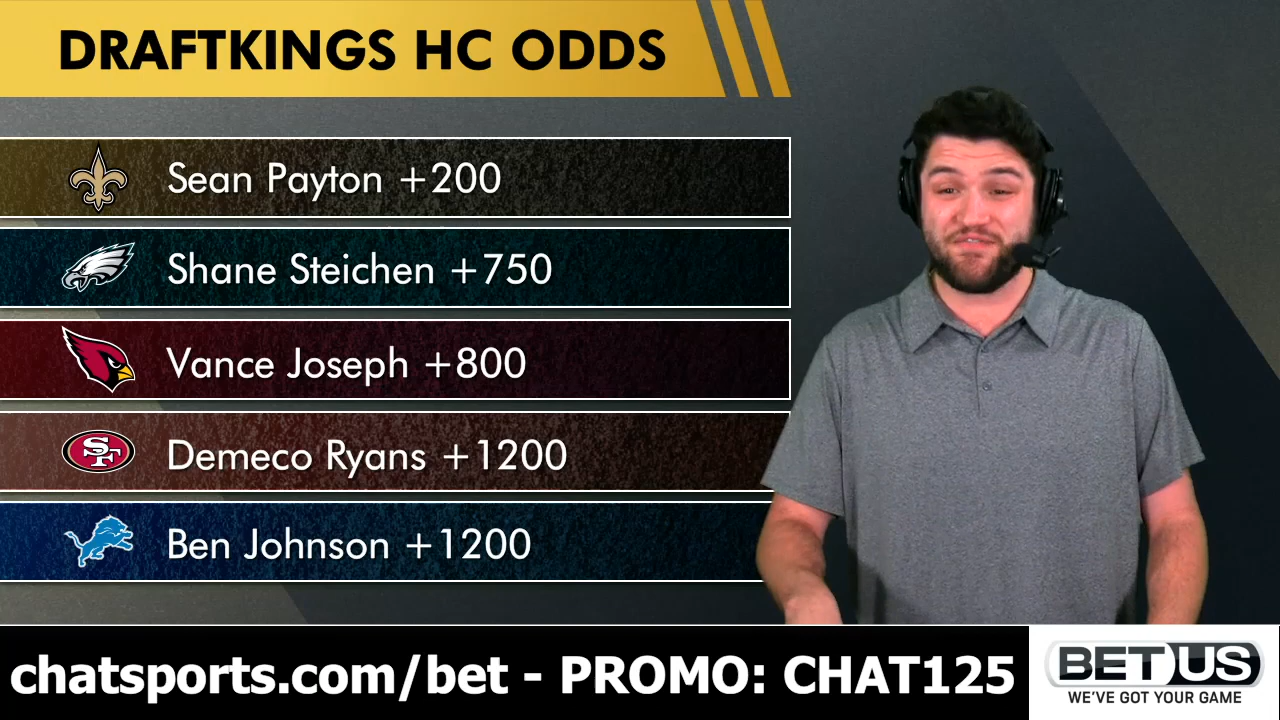 DRAFTKINGS HC ODDS
Sean Payton +200
Shane Steichen +750
Vance Joseph +800
SF
Demeco Ryans +1200
Ben Johnson +1200
chatsports.com/bet - PROMO: CHAT125
BETUS
WE'VE GOT YOUR GAME